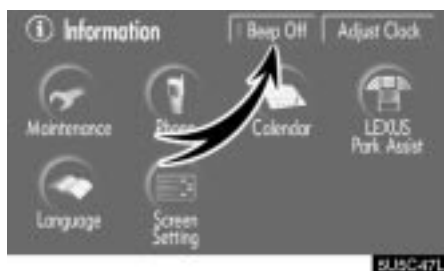 i Information
Beep Off
Adjust Clock
Maintenance
Phone
Calendar
LEXUS
Park Assist
Language
Screen
Setting
5U5C471